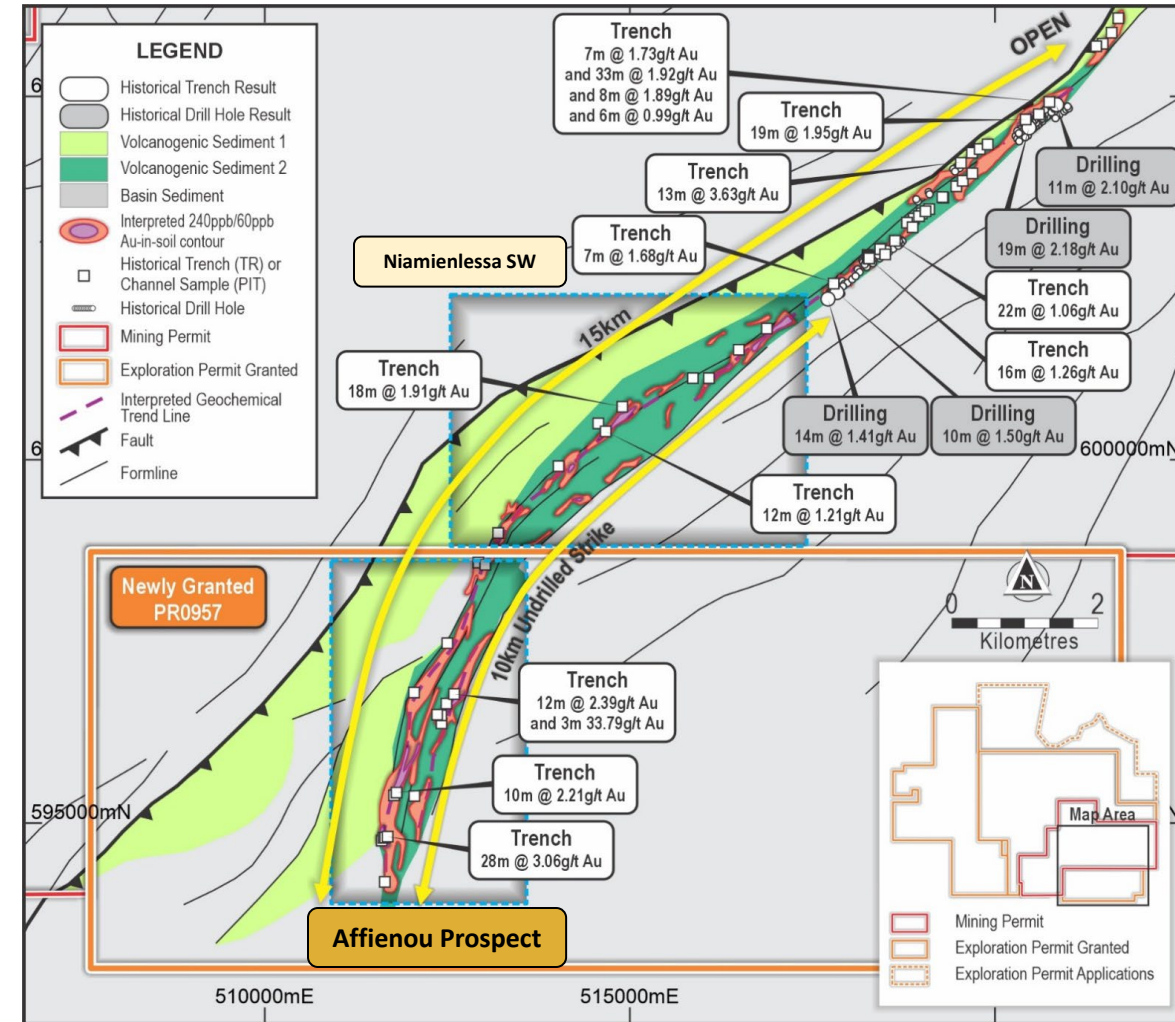 LEGEND
Historical Trench Result
Historical Drill Hole Result
Volcanogenic Sediment 1
Volcanogenic Sediment 2
Basin Sediment
Interpreted 240ppb/60ppb
Au-in-soil contour
Historical Trench (TR) or
Channel Sample (PIT)
Historical Drill Hole
Mining Permit
Exploration Permit Granted
Interpreted Geochemical
Trend Line
Fault
Formline
Trench
7m @ 1.73g/t Au
and 33m @ 1.92g/t Au
and 8m @ 1.89g/t Au
and 6m @ 0.99g/t Au
OPEN
Trench
19m @ 1.95g/t Au
Trench
13m @ 3.63g/t Au
Drilling
11m @ 2.10g/t Au
Trench
7m @ 1.68g/t Au
Drilling
19m @ 2.18g/t Au
Niamienlessa SW
Trench
22m @ 1.06g/t Au
15km
Trench
16m @ 1.26g/t Au
Trench
18m @ 1.91g/t Au
Drilling
14m @ 1.41g/t Au
Drilling
10m @ 1.50g/t Au
6
6
600000mN
Trench
12m @ 1.21g/t Au
10km Undrilled Strike
Newly Granted
PR0957
N
0 2
Kilometres
Trench
12m @ 2.39g/t Au
and 3m 33.79g/t Au
Trench
10m @ 2.21g/t Au
595000mN
Trench
28m @ 3.06g/t Au
Map Area
Mining Permit
Exploration Permit Granted
Exploration Permit Applications
Affienou Prospect
510000mE
515000mE